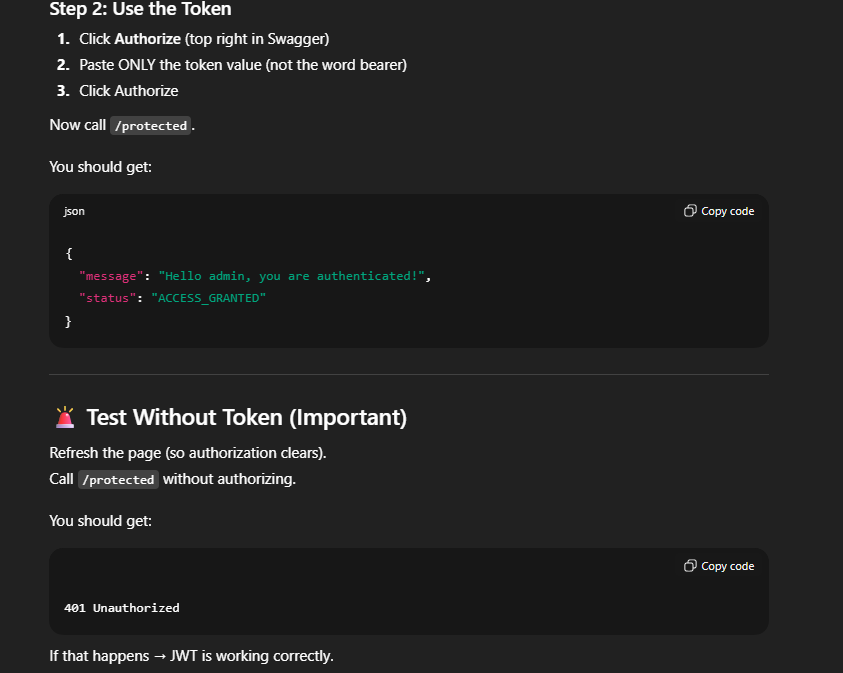 Step 2: Use the Token
1. Click Authorize (top right in Swagger)
2. Paste ONLY the token value (not the word bearer)
3. Click Authorize
Now call /protected.
You should get:
json
Copy code
{
"message": "Hello admin, you are authenticated!",
"status": "ACCESS_GRANTED"
}
🚨 Test Without Token (Important)
Refresh the page (so authorization clears).
Call /protected without authorizing.
You should get:
Copy code
401 Unauthorized
If that happens → JWT is working correctly.